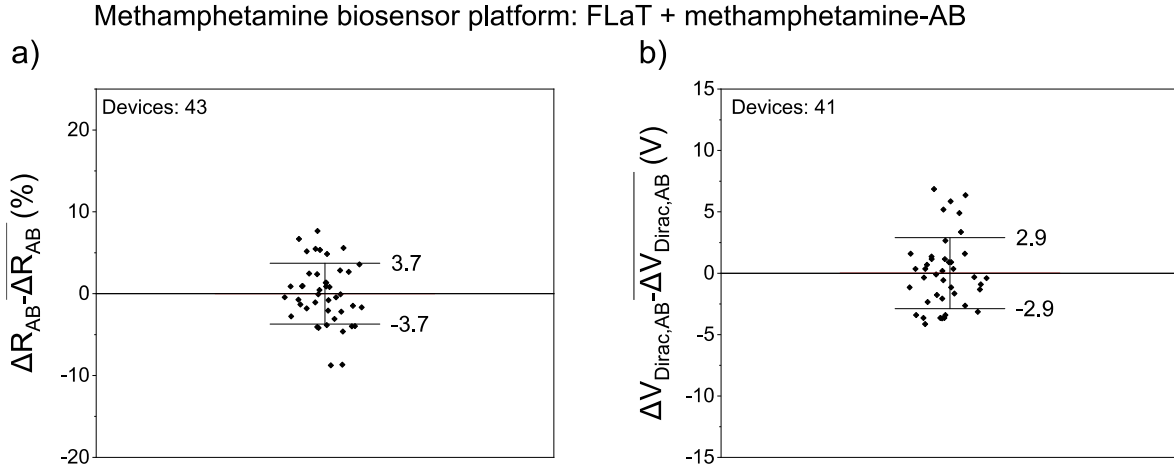 Methamphetamine biosensor platform: FLaT + methamphetamine-AB
a)
Devices: 43
ΔR_AB-ΔR_AB (%)
20
10
0
-10
-20
3.7
-3.7
b)
Devices: 41
ΔV_Dirac,AB-ΔV_Dirac,AB (V)
15
10
5
0
-5
-10
-15
2.9
-2.9